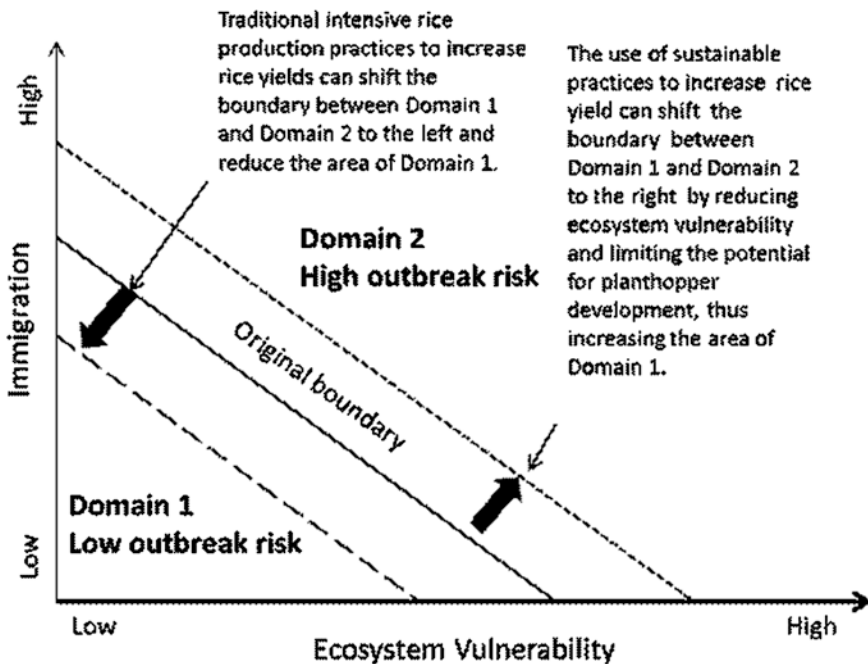 Traditional intensive rice
production practices to increase
rice yields can shift the
boundary between Domain 1
and Domain 2 to the left and
reduce the area of Domain 1.
The use of sustainable
practices to increase rice
yield can shift the
boundary between
Domain 1 and Domain 2
to the right by reducing
ecosystem vulnerability
and limiting the potential
for planthopper
development, thus
increasing the area of
Domain 1.
High
Immigration
Low
Domain 2
High outbreak risk
Original boundary
Domain 1
Low outbreak risk
Low
High
Ecosystem Vulnerability